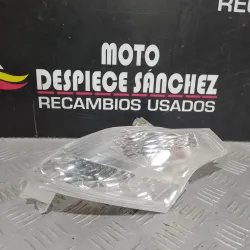 MOTO
DESPIECE SÁNCHEZ
RECAMBIOS USADOS